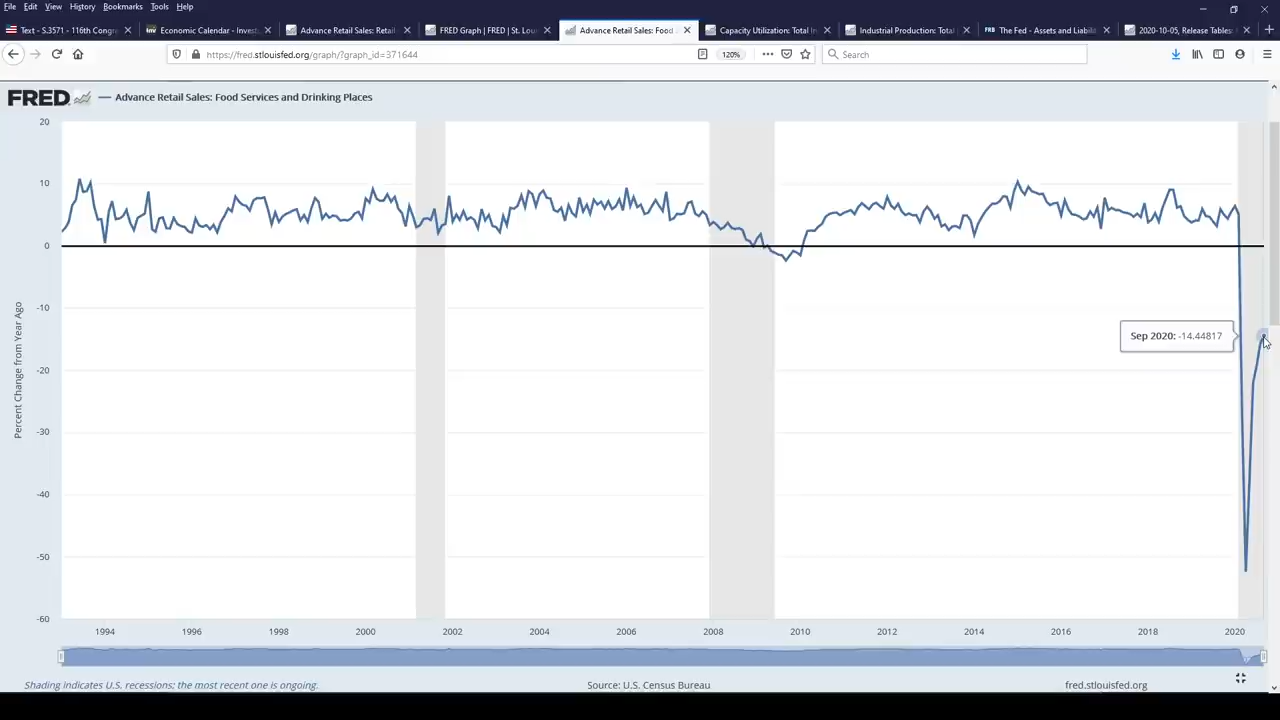 File Edit View History Bookmarks Tools Help
Text - S.3571 - 116th Congr
Economic Calendar - Invest
Advance Retail Sales: Retail
FRED Graph | FRED | St. Lou
Advance Retail Sales: Food
Capacity Utilization: Total In
Industrial Production: Total
FRB The Fed - Assets and Liabilit
2020-10-05, Release Tables:
https://fred.stlouisfed.org/graph/?graph_id=371644
120%
Search
FRED
Advance Retail Sales: Food Services and Drinking Places
20
10
0
-10
-20
-30
-40
-50
-60
Percent Change from Year Ago
Sep 2020: -14.44817
1994 1996 1998 2000 2002 2004 2006 2008 2010 2012 2014 2016 2018 2020
Shading indicates U.S. recessions; the most recent one is ongoing.
Source: U.S. Census Bureau
fred.stlouisfed.org